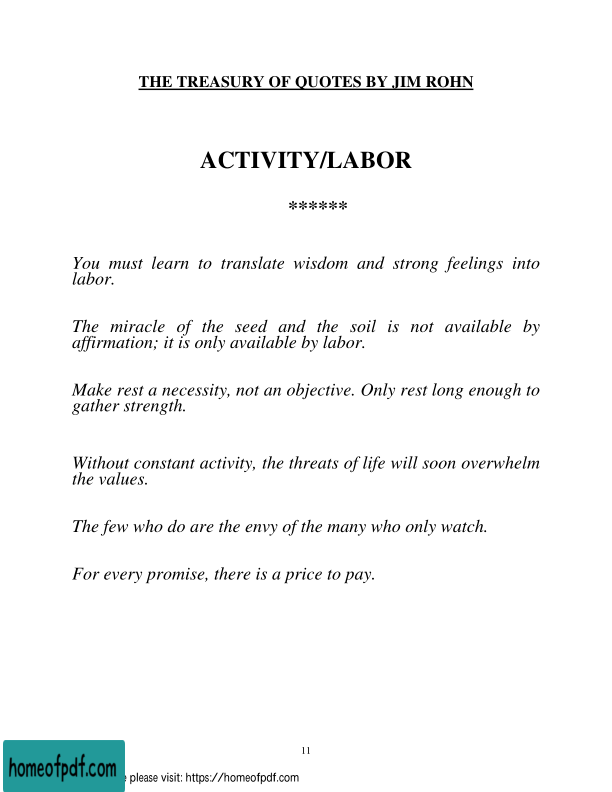 THE TREASURY OF QUOTES BY JIM ROHN
ACTIVITY/LABOR
******
You must learn to translate wisdom and strong feelings into
labor.
The miracle of the seed and the soil is not available by
affirmation; it is only available by labor.
Make rest a necessity, not an objective. Only rest long enough to
gather strength.
Without constant activity, the threats of life will soon overwhelm
the values.
The few who do are the envy of the many who only watch.
For every promise, there is a price to pay.
11
homeofpdf.com
please visit: https://homeofpdf.com